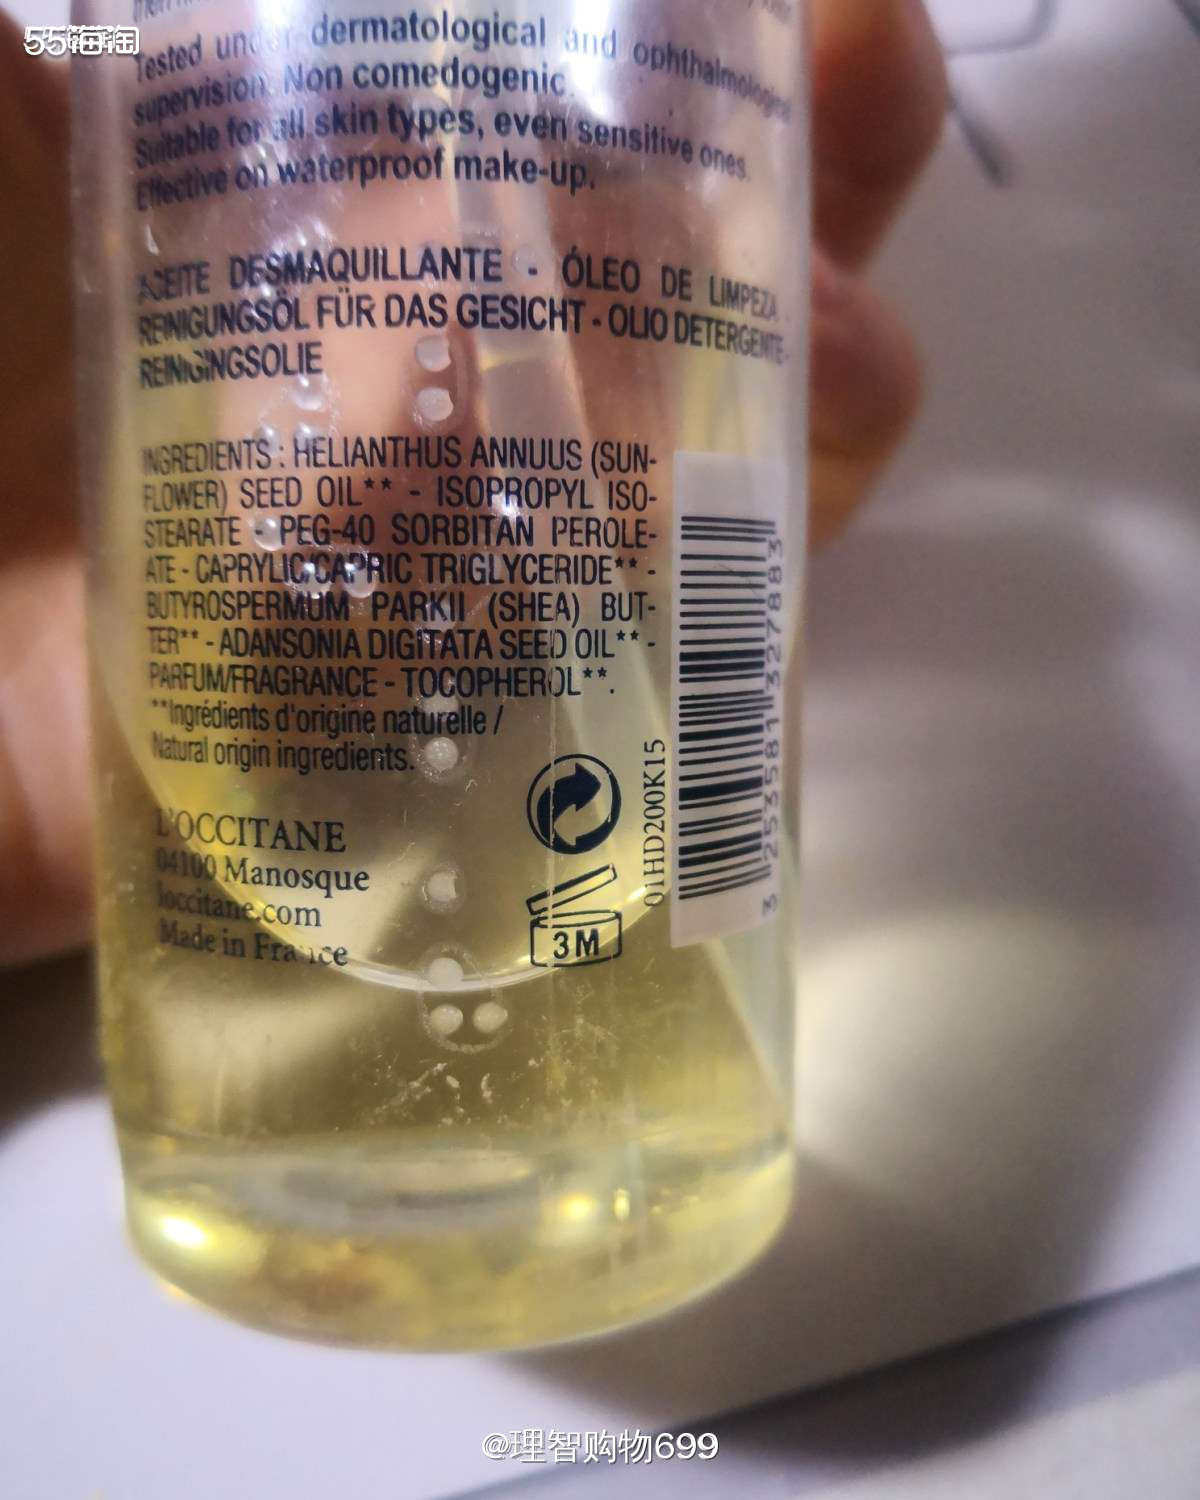 55海淘
Tested under dermatological and ophthalmological
supervision. Non comedogenic.
Suitable for all skin types, even sensitive ones.
Effective on waterproof make-up.
ACEITE DESMAQUILLANTE - ÓLEO DE LIMPEZA -
REINIGUNGSÖL FÜR DAS GESICHT - OLIO DETERGENTE -
REINIGINGSOLIE
INGREDIENTS : HELIANTHUS ANNUUS (SUN-
FLOWER) SEED OIL** - ISOPROPYL ISO-
STEARATE - PEG-40 SORBITAN PEROLE-
ATE - CAPRYLIC/CAPRIC TRIGLYCERIDE** -
BUTYROSPERMUM PARKII (SHEA) BUT-
TER** - ADANSONIA DIGITATA SEED OIL** -
PARFUM/FRAGRANCE - TOCOPHEROL**.
**Ingrédients d'origine naturelle /
Natural origin ingredients.
L'OCCITANE
04100 Manosque
loccitane.com
Made in France
3M
01HD200K15
3 253581 327883
@理智购物699